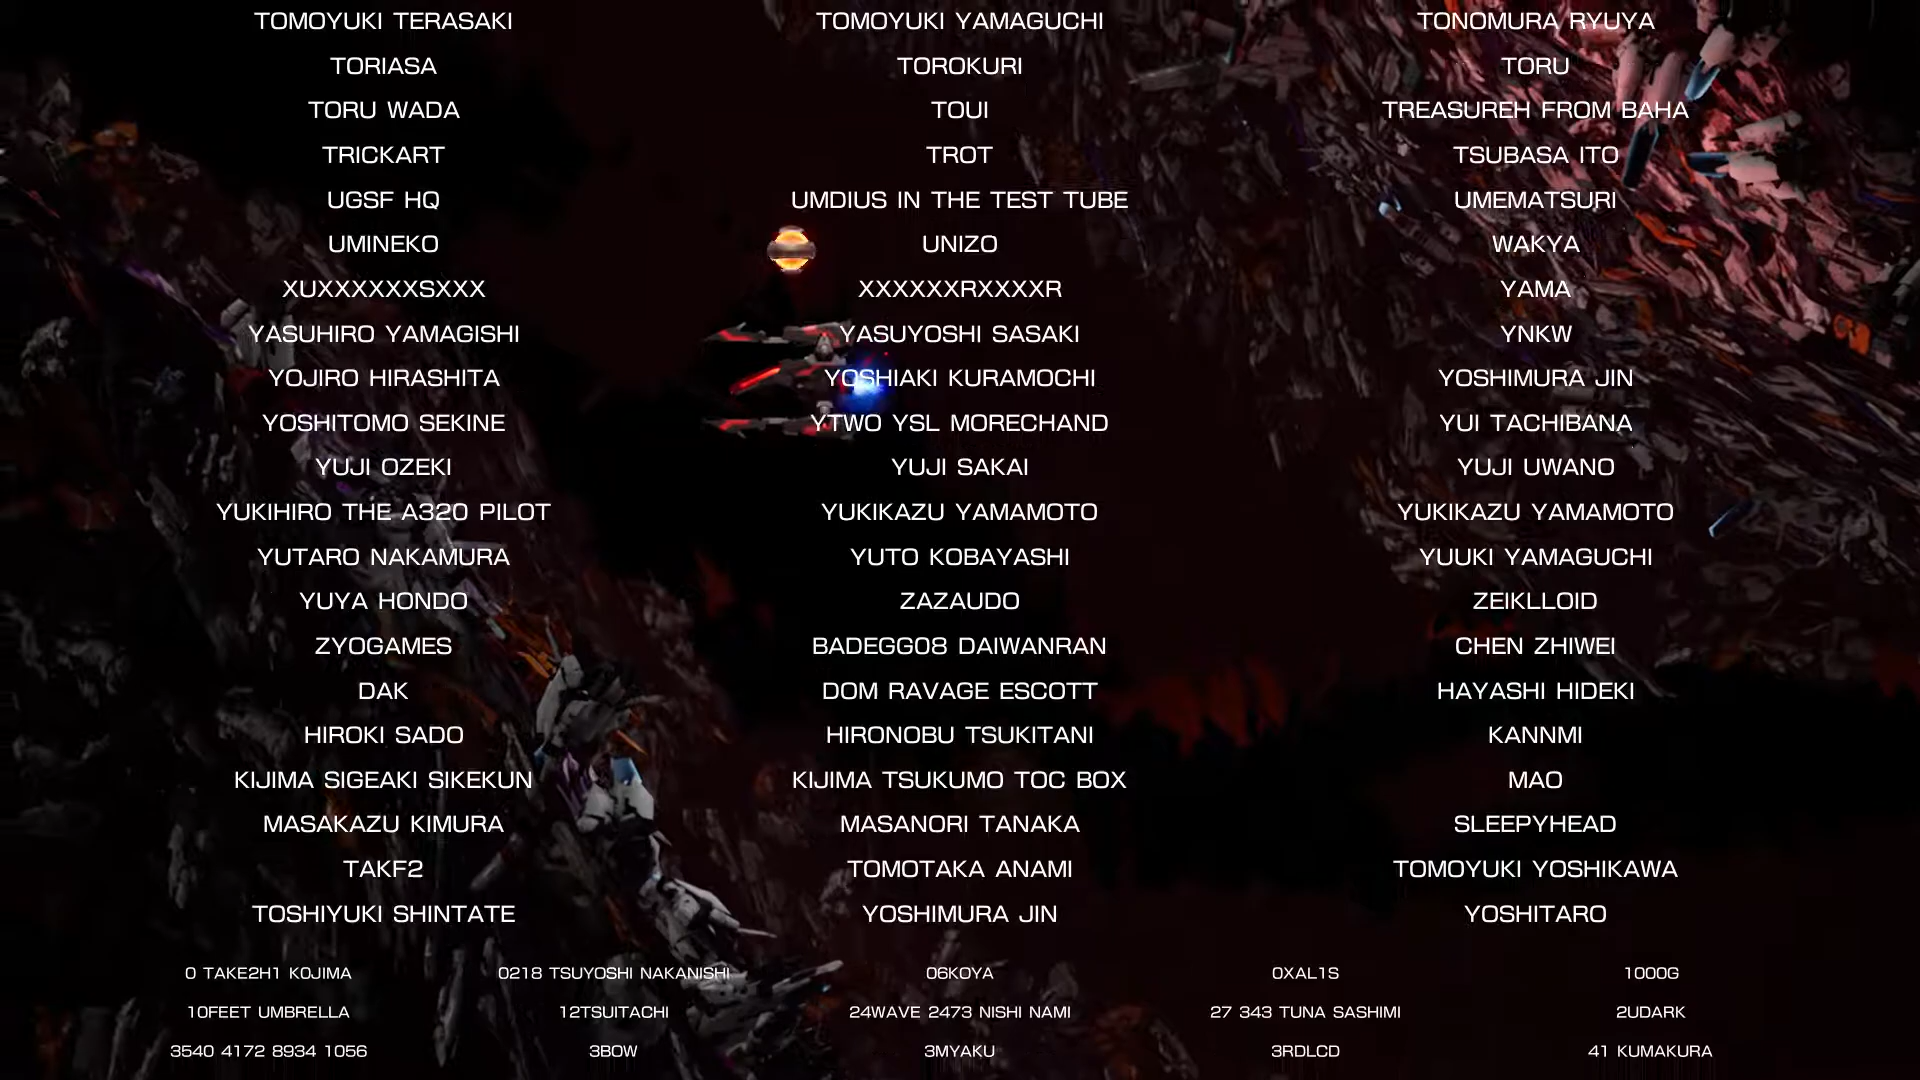 TOMOYUKI TERASAKI TOMOYUKI YAMAGUCHI TONOMURA RYUYA
TORIASA TOROKURI TORU
TORU WADA TOUI TREASUREH FROM BAHA
TRICKART TROT TSUBASA ITO
UGSF HQ UMDIUS IN THE TEST TUBE UMEMATSURI
UMINEKO UNIZO WAKYA
XUXXXXXXSXXX XXXXXXRXXXXR YAMA
YASUHIRO YAMAGISHI YASUYOSHI SASAKI YNKW
YOJIRO HIRASHITA YOSHIAKI KURAMOCHI YOSHIMURA JIN
YOSHITOMO SEKINE YTWO YSL MORECHAND YUI TACHIBANA
YUJI OZEKI YUJI SAKAI YUJI UWANO
YUKIHIRO THE A320 PILOT YUKIKAZU YAMAMOTO YUKIKAZU YAMAMOTO
YUTARO NAKAMURA YUTO KOBAYASHI YUUKI YAMAGUCHI
YUYA HONDO ZAZAUDO ZEIKLLOID
ZYOGAMES BADEGG08 DAIWANRAN CHEN ZHIWEI
DAK DOM RAVAGE ESCOTT HAYASHI HIDEKI
HIROKI SADO HIRONOBU TSUKITANI KANNMI
KIJIMA SIGEAKI SIKEKUN KIJIMA TSUKUMO TOC BOX MAO
MASAKAZU KIMURA MASANORI TANAKA SLEEPYHEAD
TAKF2 TOMOTAKA ANAMI TOMOYUKI YOSHIKAWA
TOSHIYUKI SHINTATE YOSHIMURA JIN YOSHITARO
0 TAKE2H1 K0JIMA 0218 TSUYOSHI NAKANISHI 06KOYA 0XAL1S 1000G
10FEET UMBRELLA 12TSUITACHI 24WAVE 2473 NISHI NAMI 27 343 TUNA SASHIMI 2UDARK
3540 4172 8934 1056 3BOW 3MYAKU 3RDLCD 41 KUMAKURA